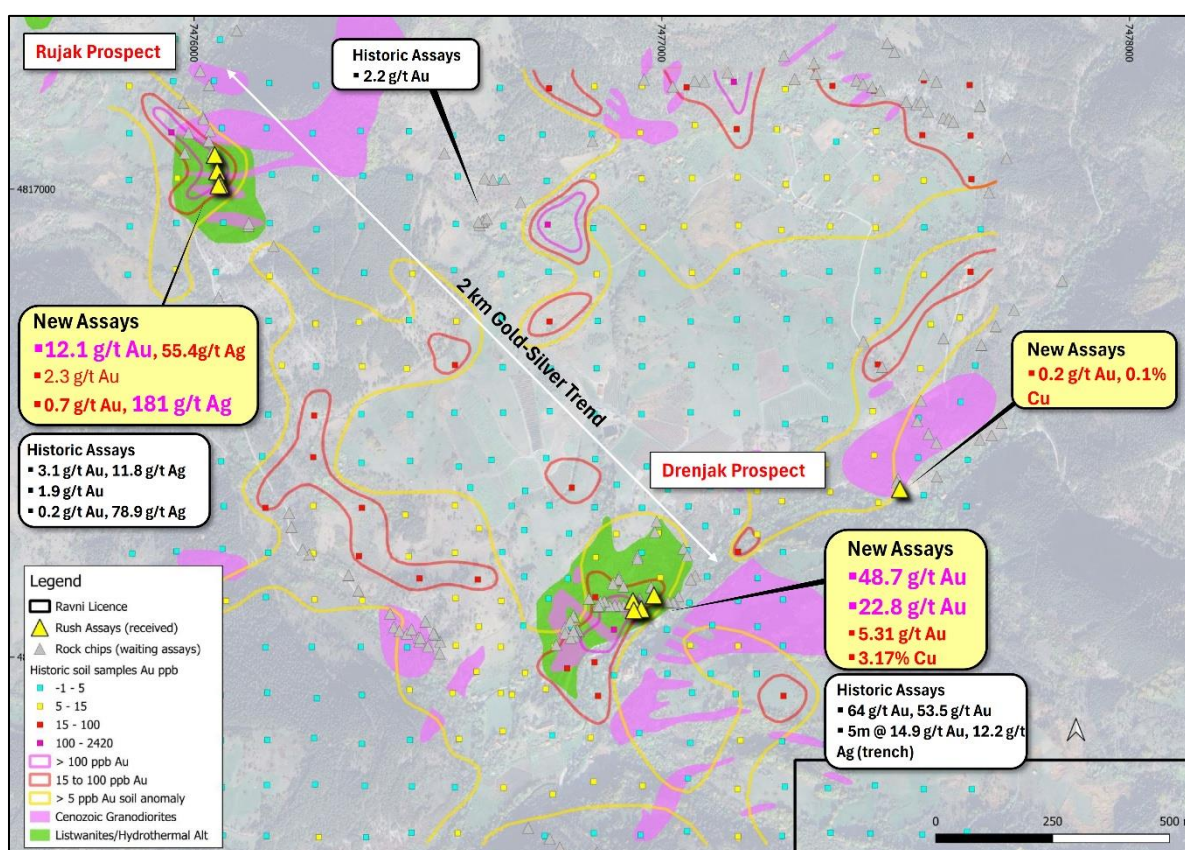 Rujak Prospect
7476000
7477000
7478000
Historic Assays
▪ 2.2 g/t Au
4817000
2 km Gold-Silver Trend
New Assays
▪ 12.1 g/t Au, 55.4g/t Ag
▪ 2.3 g/t Au
▪ 0.7 g/t Au, 181 g/t Ag
Historic Assays
▪ 3.1 g/t Au, 11.8 g/t Ag
▪ 1.9 g/t Au
▪ 0.2 g/t Au, 78.9 g/t Ag
New Assays
▪ 0.2 g/t Au, 0.1%
Cu
Drenjak Prospect
New Assays
▪ 48.7 g/t Au
▪ 22.8 g/t Au
▪ 5.31 g/t Au
▪ 3.17% Cu
Historic Assays
▪ 64 g/t Au, 53.5 g/t Au
▪ 5m @ 14.9 g/t Au, 12.2 g/t
Ag (trench)
Legend
Ravni Licence
Rush Assays (received)
Rock chips (waiting assays)
Historic soil samples Au ppb
-1 - 5
5 - 15
15 - 100
100 - 2420
> 100 ppb Au
15 to 100 ppb Au
> 5 ppb Au soil anomaly
Cenozoic Granodiorites
Listwanites/Hydrothermal Alt
0 250 500